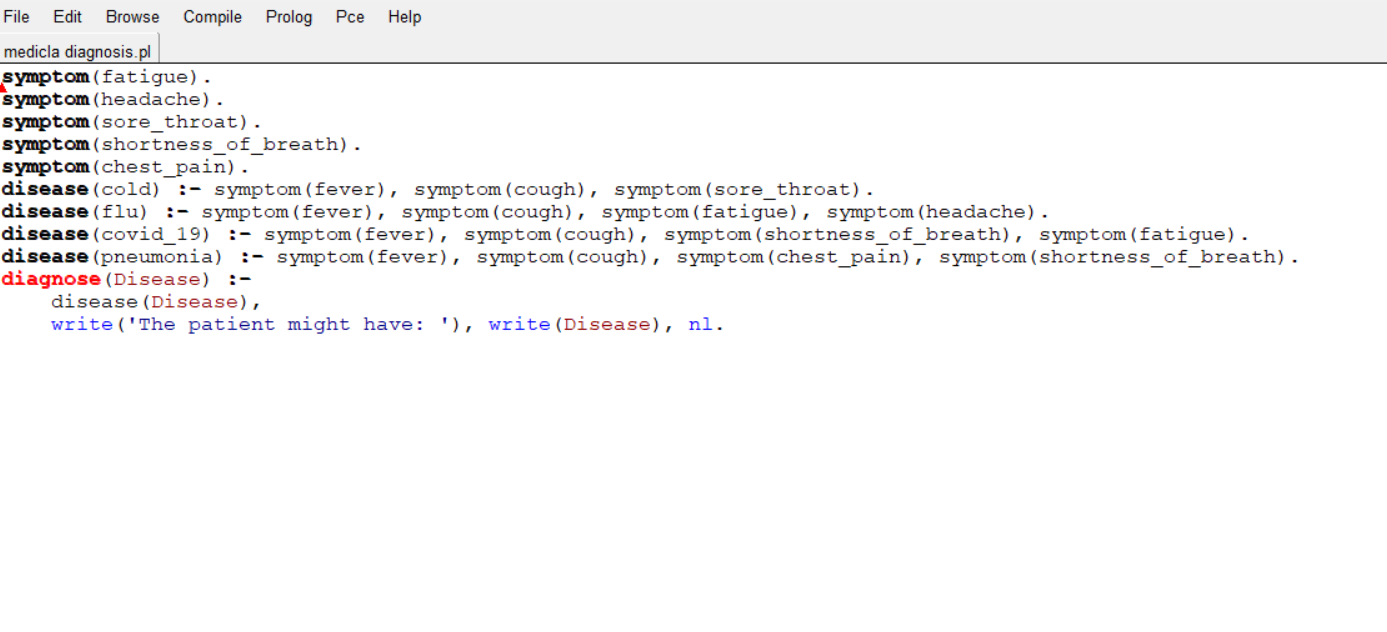 File Edit Browse Compile Prolog Pce Help
medicla diagnosis.pl
symptom(fatigue).
symptom(headache).
symptom(sore_throat).
symptom(shortness_of_breath).
symptom(chest_pain).
disease(cold) :- symptom(fever), symptom(cough), symptom(sore_throat).
disease(flu) :- symptom(fever), symptom(cough), symptom(fatigue), symptom(headache).
disease(covid_19) :- symptom(fever), symptom(cough), symptom(shortness_of_breath), symptom(fatigue).
disease(pneumonia) :- symptom(fever), symptom(cough), symptom(chest_pain), symptom(shortness_of_breath).
diagnose(Disease) :-
    disease(Disease),
    write('The patient might have: '), write(Disease), nl.